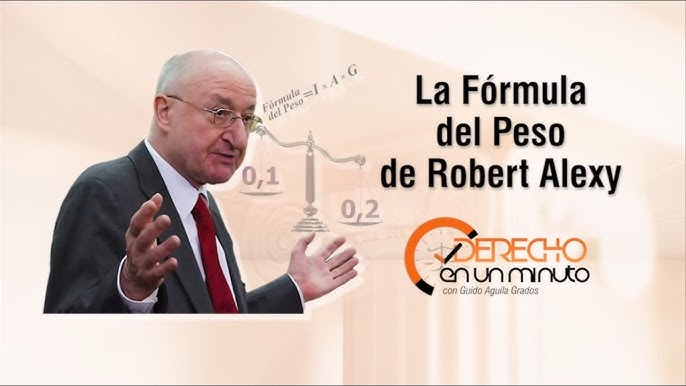 La Fórmula
del Peso
de Robert Alexy
Fórmula
del Peso =I x A x G
0,1
0,2
DERECHO
en un minuto
con Guido Aguila Grados